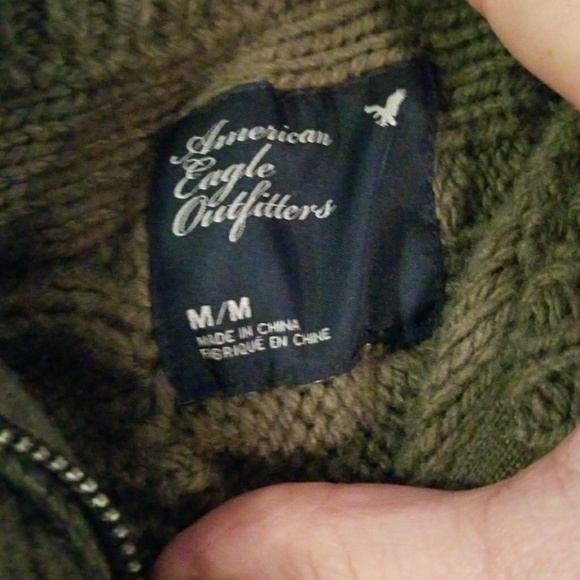 American
Eagle
Outfitters
M/M
MADE IN CHINA
FABRIQUÉ EN CHINE